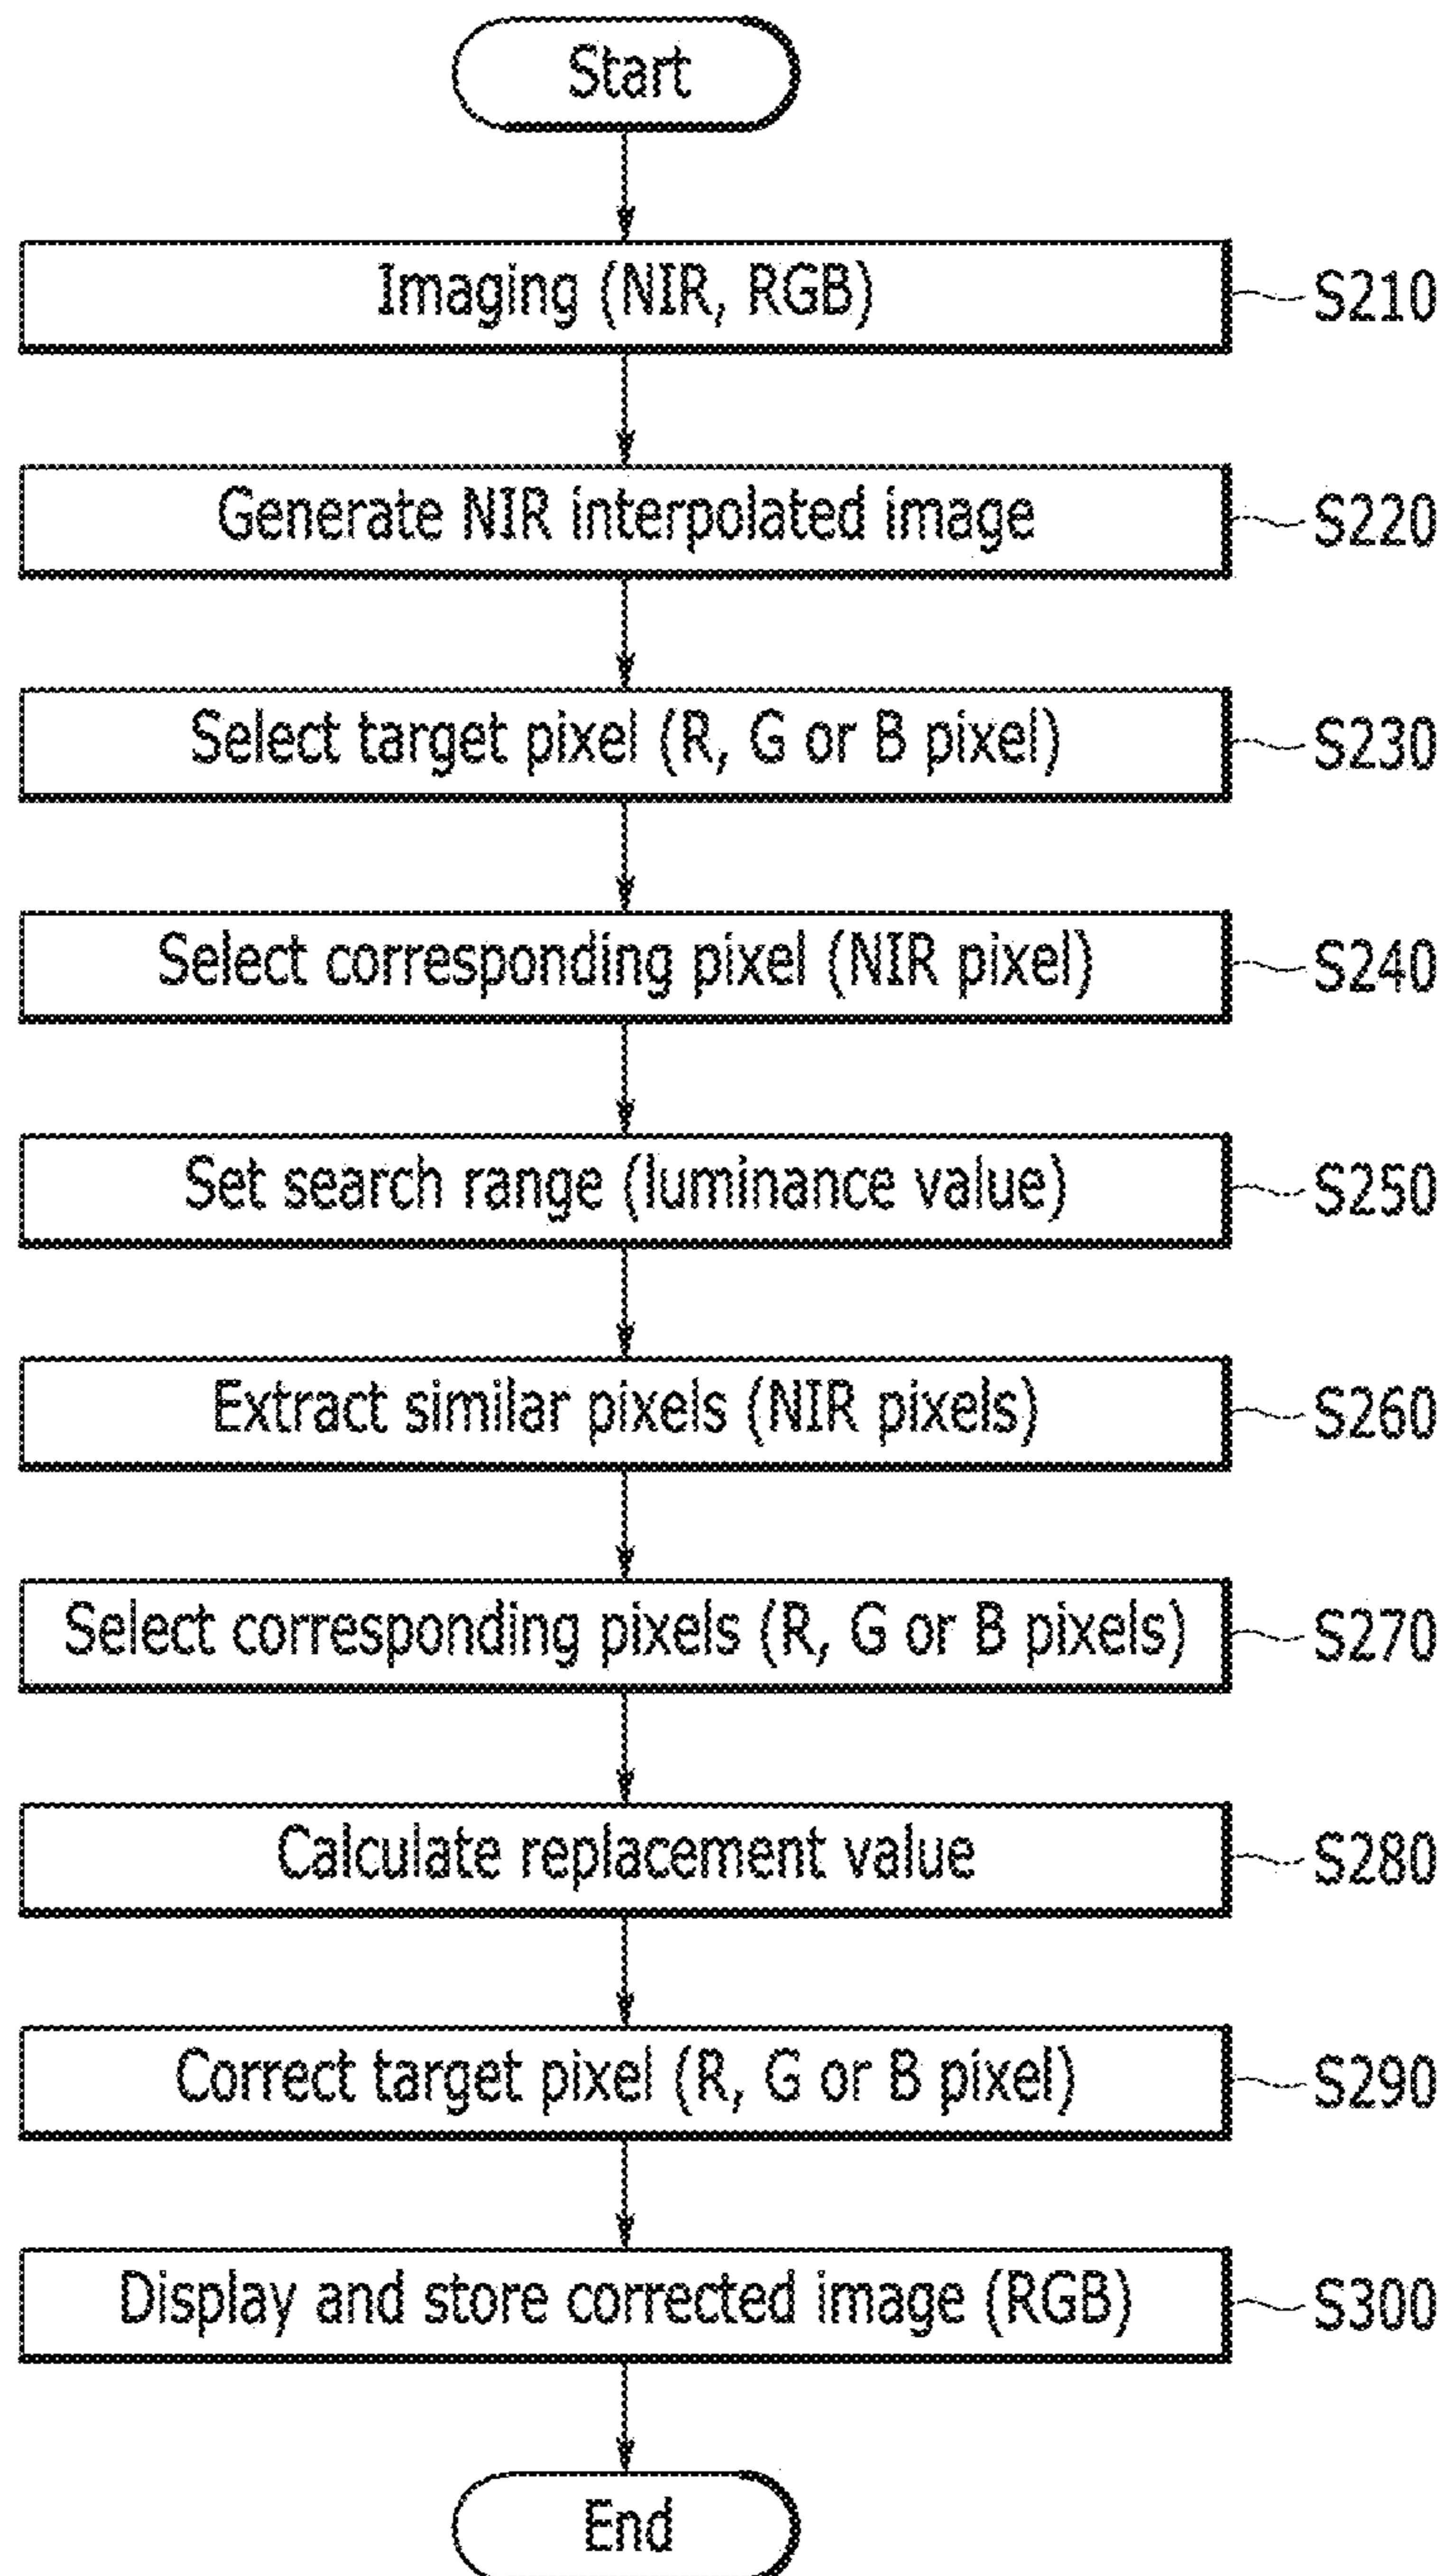 Start
Imaging (NIR, RGB)
S210
Generate NIR interpolated image
S220
Select target pixel (R, G or B pixel)
S230
Select corresponding pixel (NIR pixel)
S240
Set search range (luminance value)
S250
Extract similar pixels (NIR pixels)
S260
Select corresponding pixels (R, G or B pixels)
S270
Calculate replacement value
S280
Correct target pixel (R, G or B pixel)
S290
Display and store corrected image (RGB)
S300
End